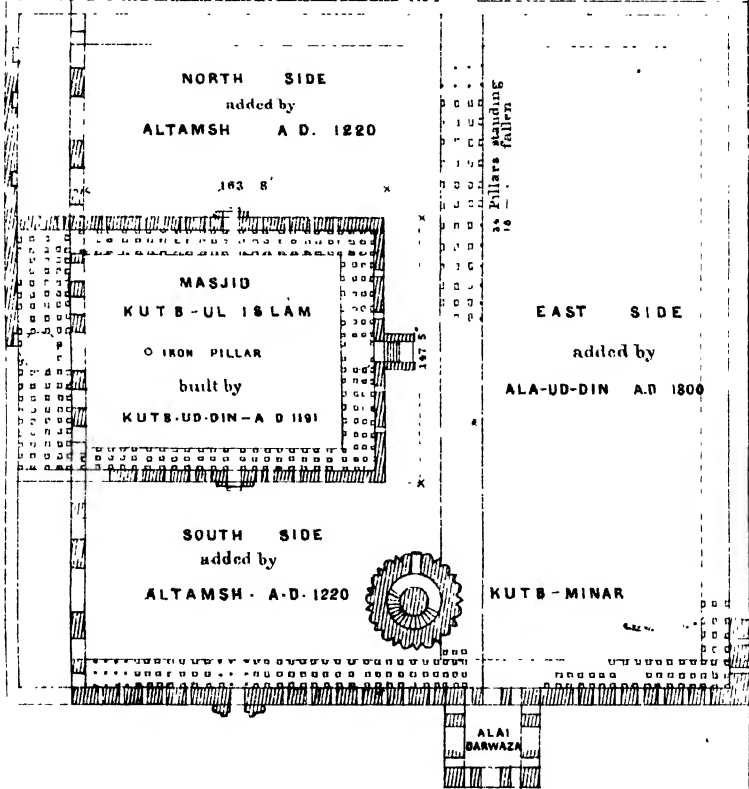 NORTH SIDE
added by
ALTAMSH A D. 1220
163 8'
34 Pillars standing
18 — . fallen
MASJID
KUTB-UL ISLAM
IRON PILLAR
built by
KUTB-UD-DIN-A D 1191
147 5"
EAST SIDE
added by
ALA-UD-DIN A.D 1300
SOUTH SIDE
added by
ALTAMSH. A.D. 1220
KUTB-MINAR
ALAI
DARWAZA